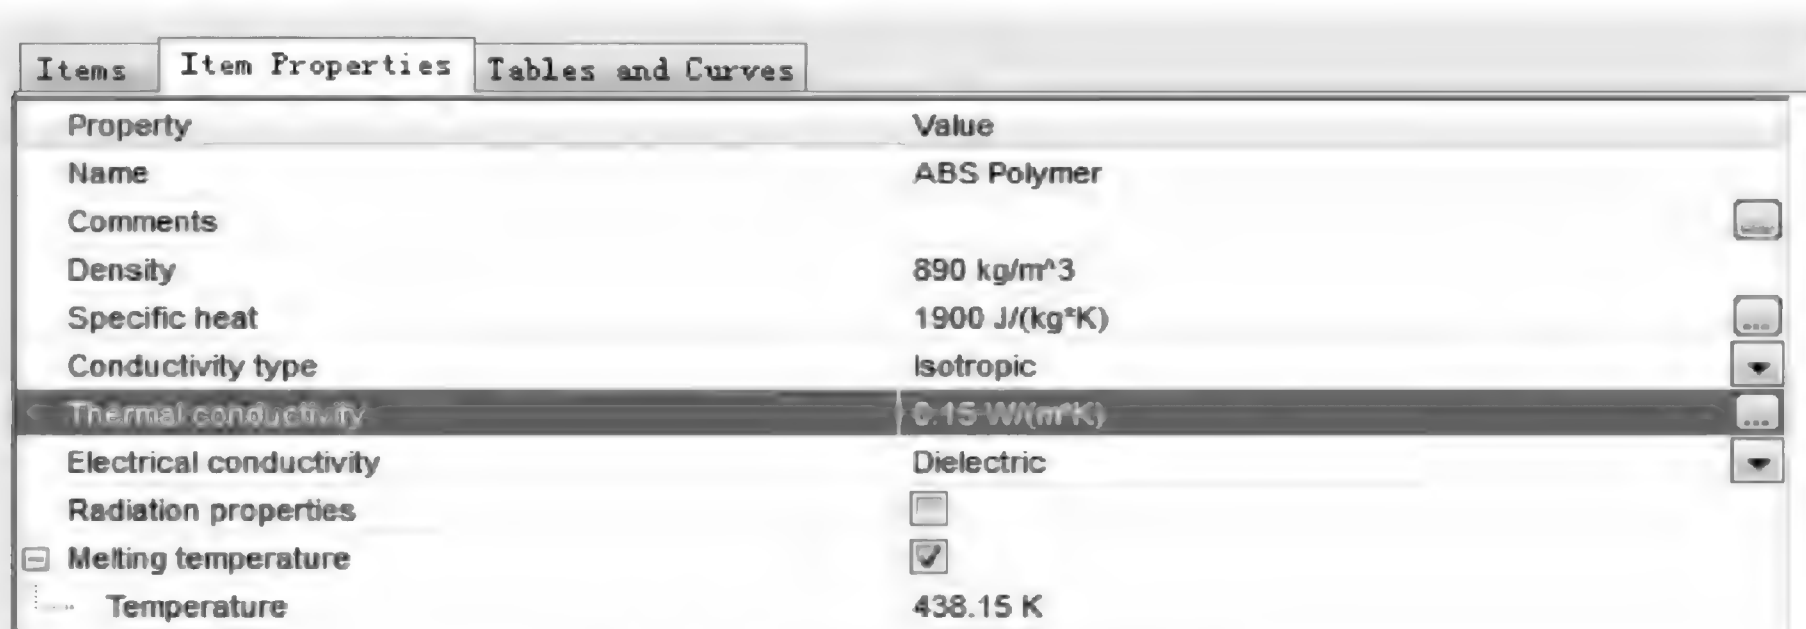 Items Item Properties Tables and Curves
Property Value
Name ABS Polymer
Comments
Density 890 kg/m^3
Specific heat 1900 J/(kg*K)
Conductivity type Isotropic
Thermal conductivity 0.15 W/(m*K)
Electrical conductivity Dielectric
Radiation properties
Melting temperature
Temperature 438.15 K